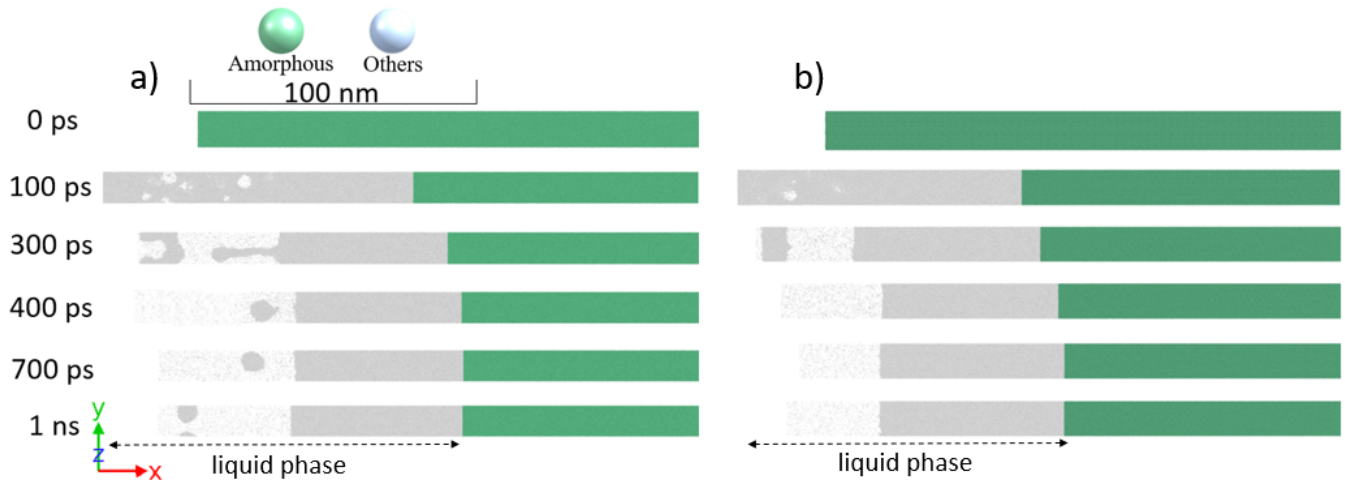 Amorphous Others
a)
100 nm
b)
0 ps
100 ps
300 ps
400 ps
700 ps
1 ns
y
z
x
liquid phase
liquid phase